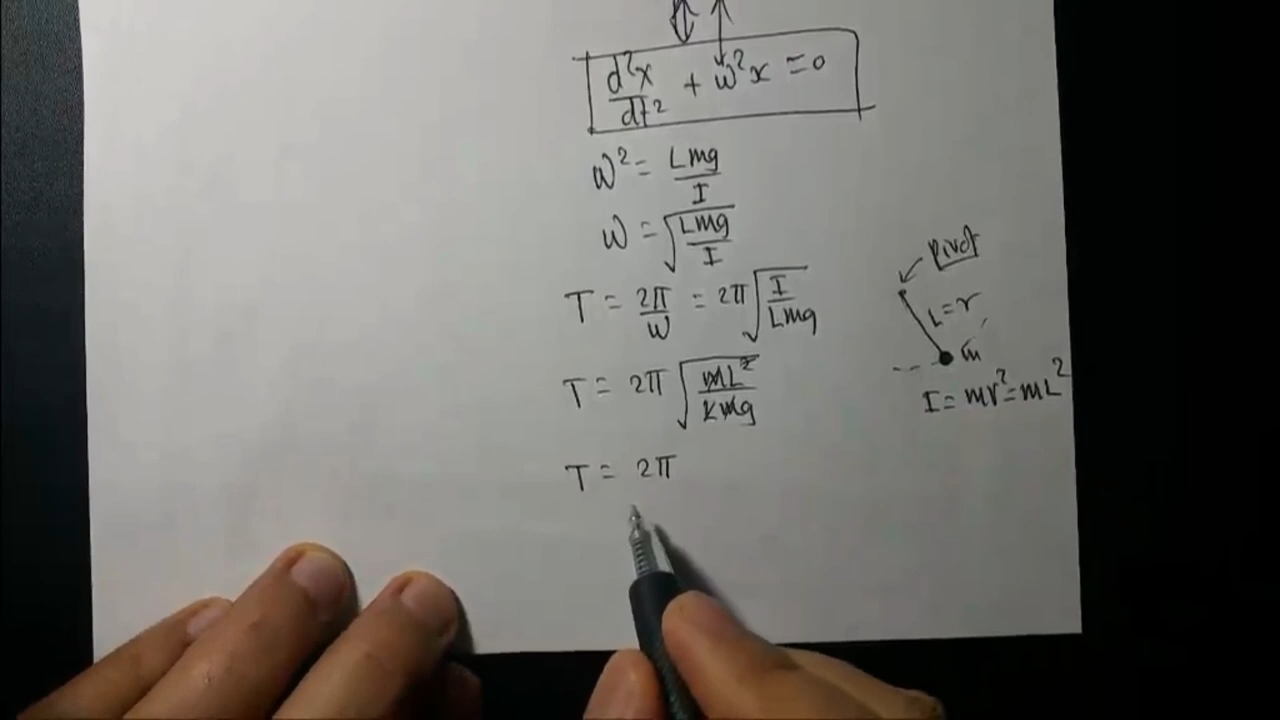 d²x/dt² + ω²x = 0
ω² = Lmg/I
ω = √(Lmg/I)
T = 2π/ω = 2π√(I/Lmg)
T = 2π√(mL²/Lmg)
T = 2π
Pivot
L=r
m
I = mr² = mL²